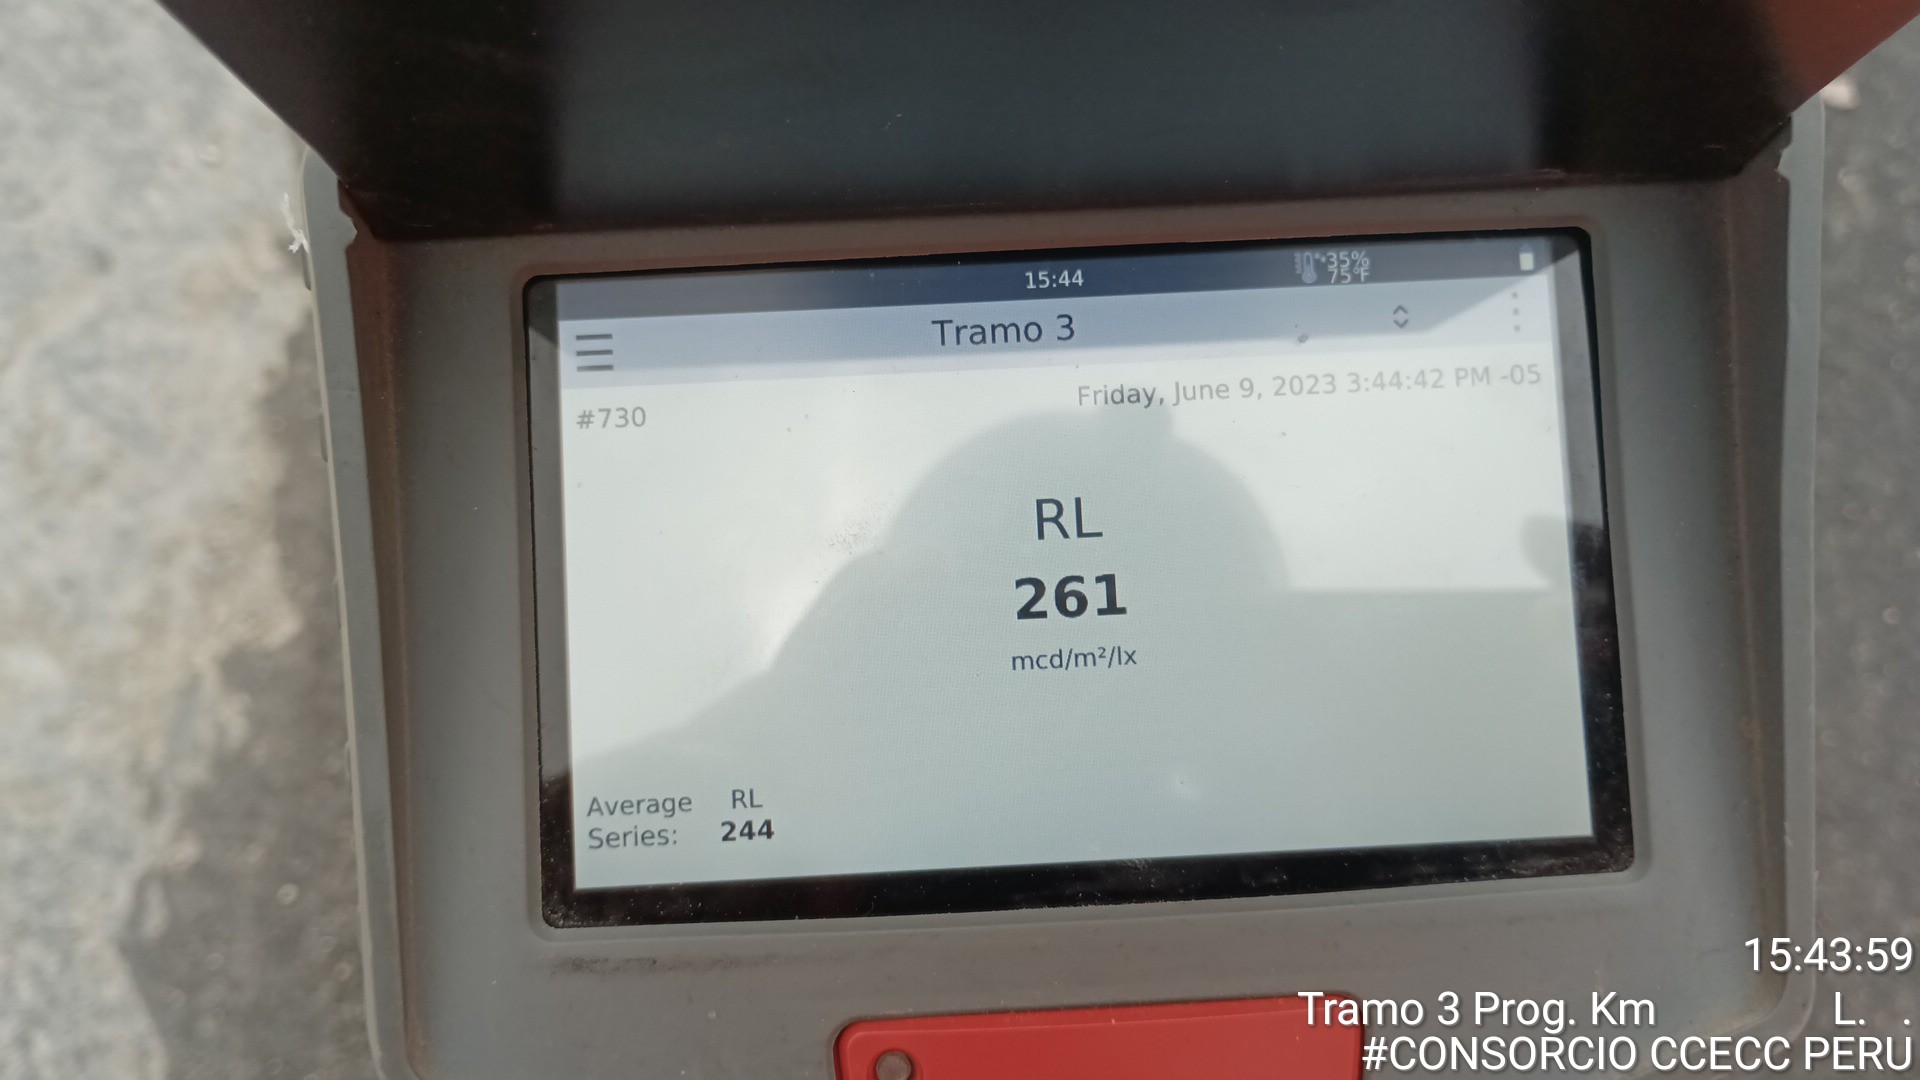 15:44
35%
75°F
Tramo 3
Friday, June 9, 2023 3:44:42 PM -05
#730
RL
261
mcd/m²/lx
Average RL
Series: 244
15:43:59
Tramo 3 Prog. Km L. .
#CONSORCIO CCECC PERU